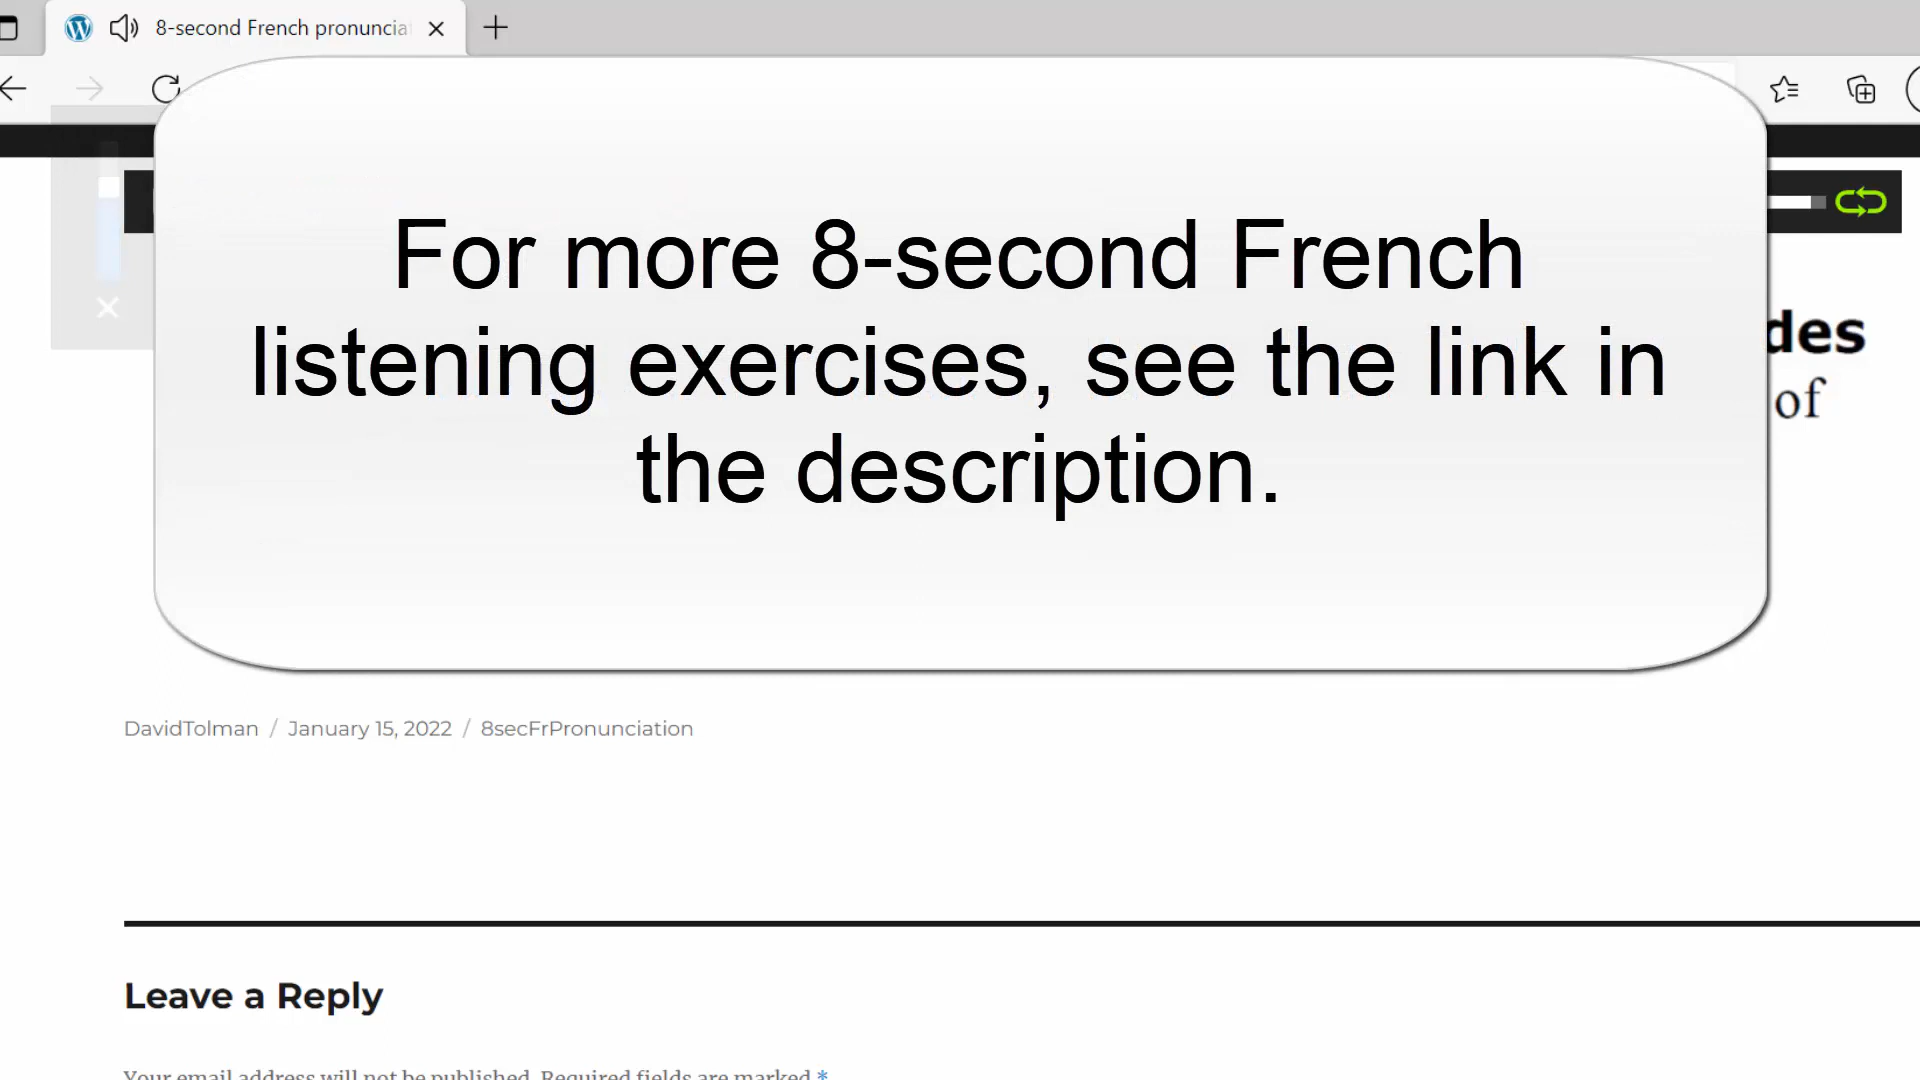 8-second French pronuncia
For more 8-second French
listening exercises, see the link in
the description.
des
of
DavidTolman / January 15, 2022 / 8secFrPronunciation
Leave a Reply
Your email address will not be published. Required fields are marked *